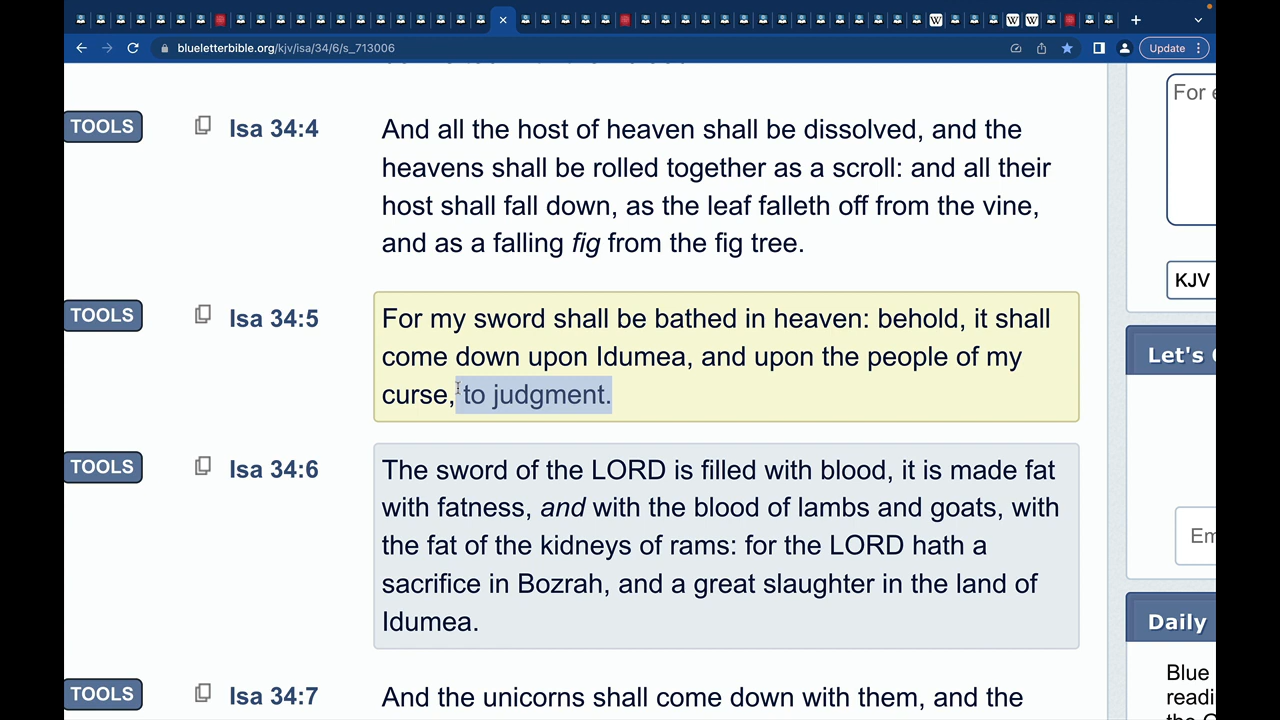 blueletterbible.org/kjv/isa/34/6/s_713006
Update
TOOLS
Isa 34:4
And all the host of heaven shall be dissolved, and the
heavens shall be rolled together as a scroll: and all their
host shall fall down, as the leaf falleth off from the vine,
and as a falling fig from the fig tree.
TOOLS
Isa 34:5
For my sword shall be bathed in heaven: behold, it shall
come down upon Idumea, and upon the people of my
curse, to judgment.
TOOLS
Isa 34:6
The sword of the LORD is filled with blood, it is made fat
with fatness, and with the blood of lambs and goats, with
the fat of the kidneys of rams: for the LORD hath a
sacrifice in Bozrah, and a great slaughter in the land of
Idumea.
TOOLS
Isa 34:7
And the unicorns shall come down with them, and the
For e
KJV
Let's
Em
Daily
Blue
readi